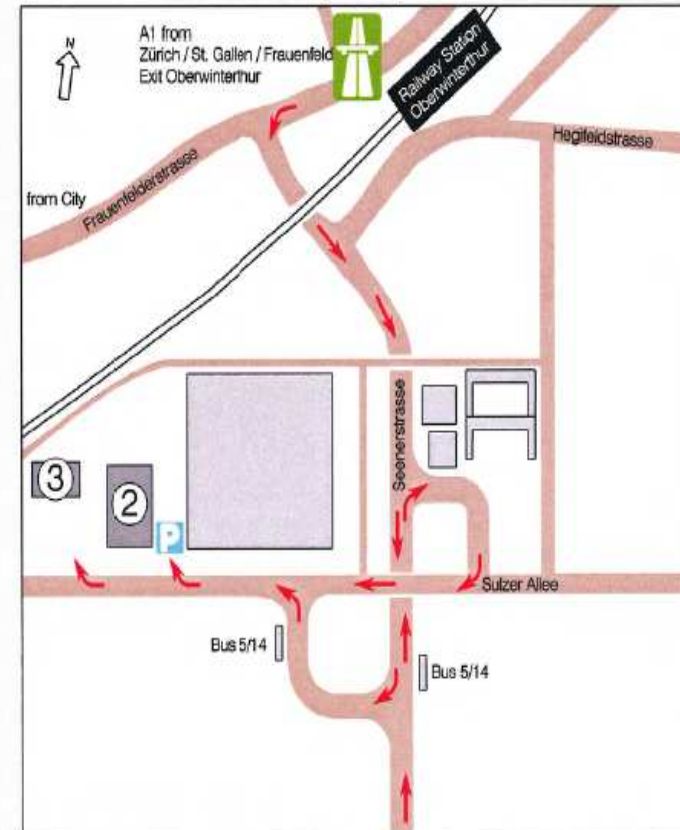 N
A1 from
Zürich / St. Gallen / Frauenfeld
Exit Oberwinterthur
Railway Station
Oberwinterthur
Hegifeldstrasse
from City
Frauenfelderstrasse
Seenerstrasse
3
2
P
Sulzer Allee
Bus 5/14
Bus 5/14